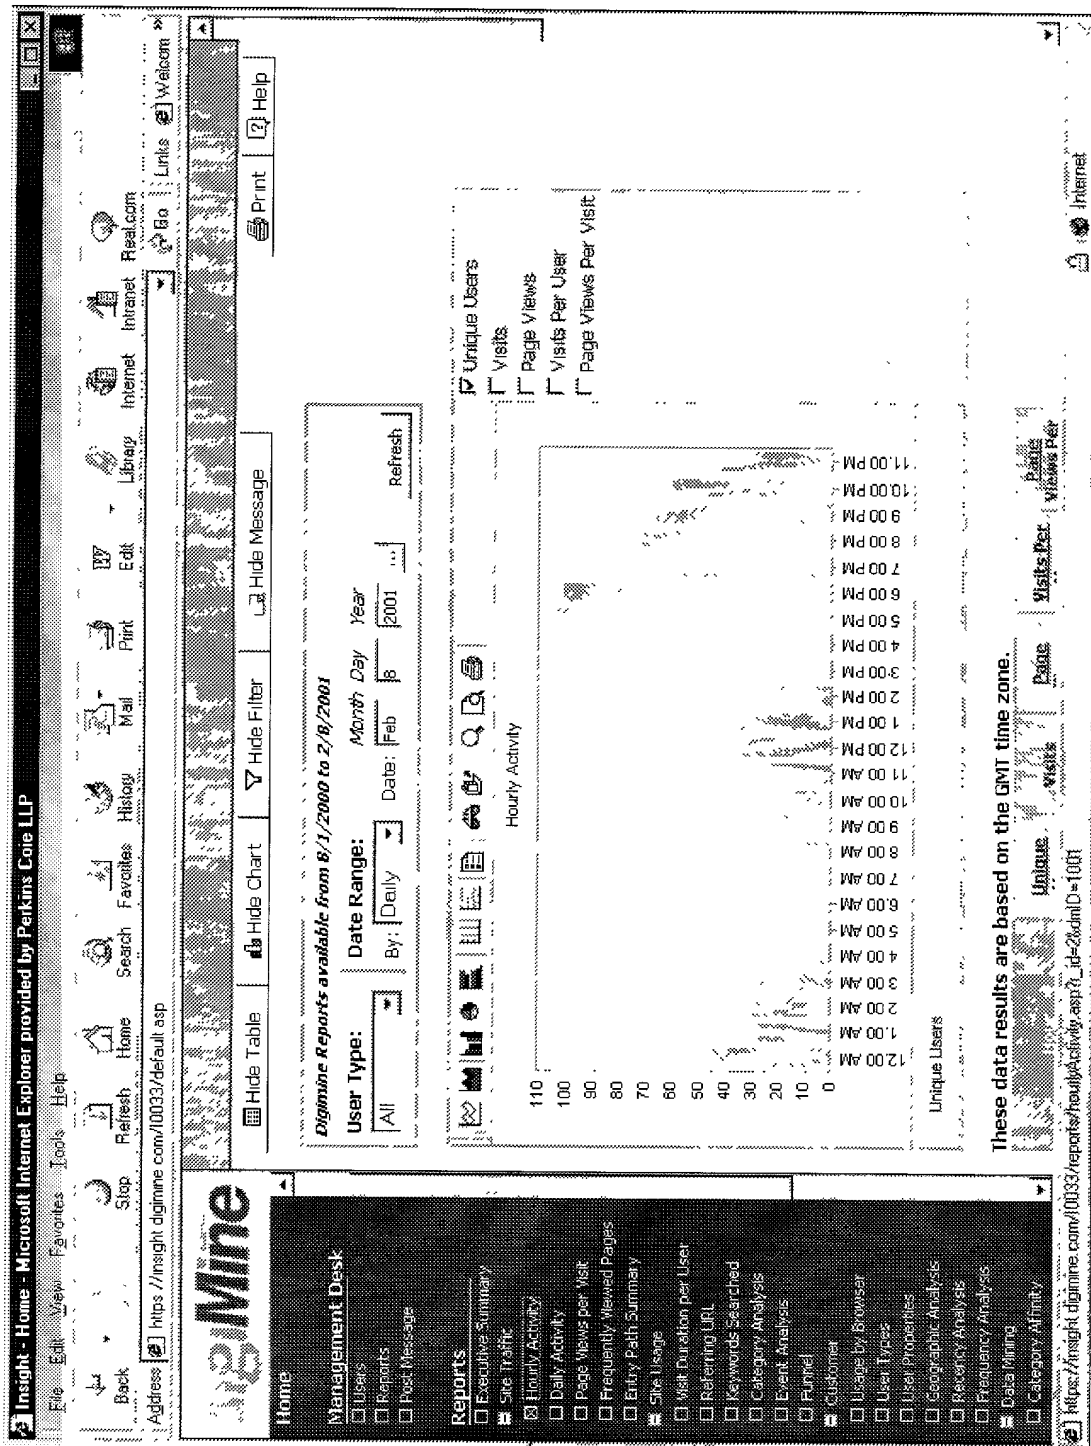 Insight - Home - Microsoft Internet Explorer provided by Perkins Coie LLP
File Edit View Favorites Tools Help
Back Stop Refresh Home Search Favorites History Mail Print Edit Library Internet Intranet Real.com
Address https://insight.digimine.com/I0033/default.asp Go Links Welcom »
digiMine
Home
Management Desk
Users
Reports
Post Message
Reports
Executive Summary
Site Traffic
Hourly Activity
Daily Activity
Page Views per Visit
Frequently Viewed Pages
Entry Path Summary
Site Usage
Visit Duration per User
Referring URL
Keywords Searched
Category Analysis
Event Analysis
Funnel
Customer
Usage Browser
User Types
User Properties
Geographic Analysis
Recency Analysis
Frequency Analysis
Data Mining
Category Affinity
Hide Table Hide Chart Hide Filter Hide Message Print Help
Digimine Reports available from 8/1/2000 to 2/8/2001
User Type: Date Range: Month Day Year
All By: Daily Date: Feb 8 2001 ... Refresh
Hourly Activity
Unique Users
Visits
Page Views
Visits Per User
Page Views Per Visit
110
100
90
80
70
60
50
40
30
20
10
0
12:00 AM
1:00 AM
2:00 AM
3:00 AM
4:00 AM
5:00 AM
6:00 AM
7:00 AM
8:00 AM
9:00 AM
10:00 AM
11:00 AM
12:00 PM
1:00 PM
2:00 PM
3:00 PM
4:00 PM
5:00 PM
6:00 PM
7:00 PM
8:00 PM
9:00 PM
10:00 PM
11:00 PM
Unique Users
These data results are based on the GMT time zone.
Unique Visits Page Visits Per Page
Views Per
https://insight.digimine.com/I0033/reports/hourlyActivity.asp?i_id=2&dmID=1001 Internet